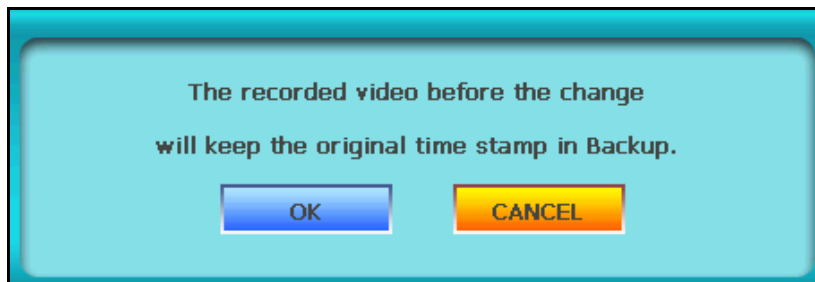 The recorded video before the change
will keep the original time stamp in Backup.
OK
CANCEL